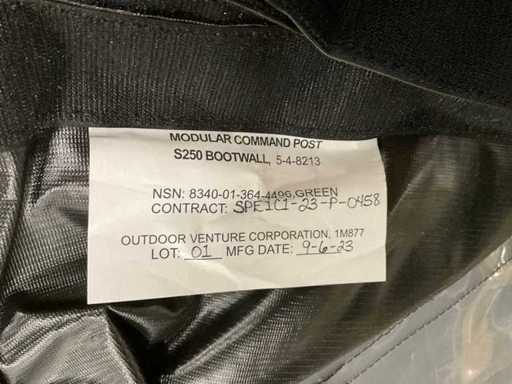 MODULAR COMMAND POST
S250 BOOTWALL, 5-4-8213
NSN: 8340-01-364-4499,GREEN
CONTRACT: SPE1C1-23-P-0458
OUTDOOR VENTURE CORPORATION, 1M877
LOT: 01 MFG DATE: 9-6-23